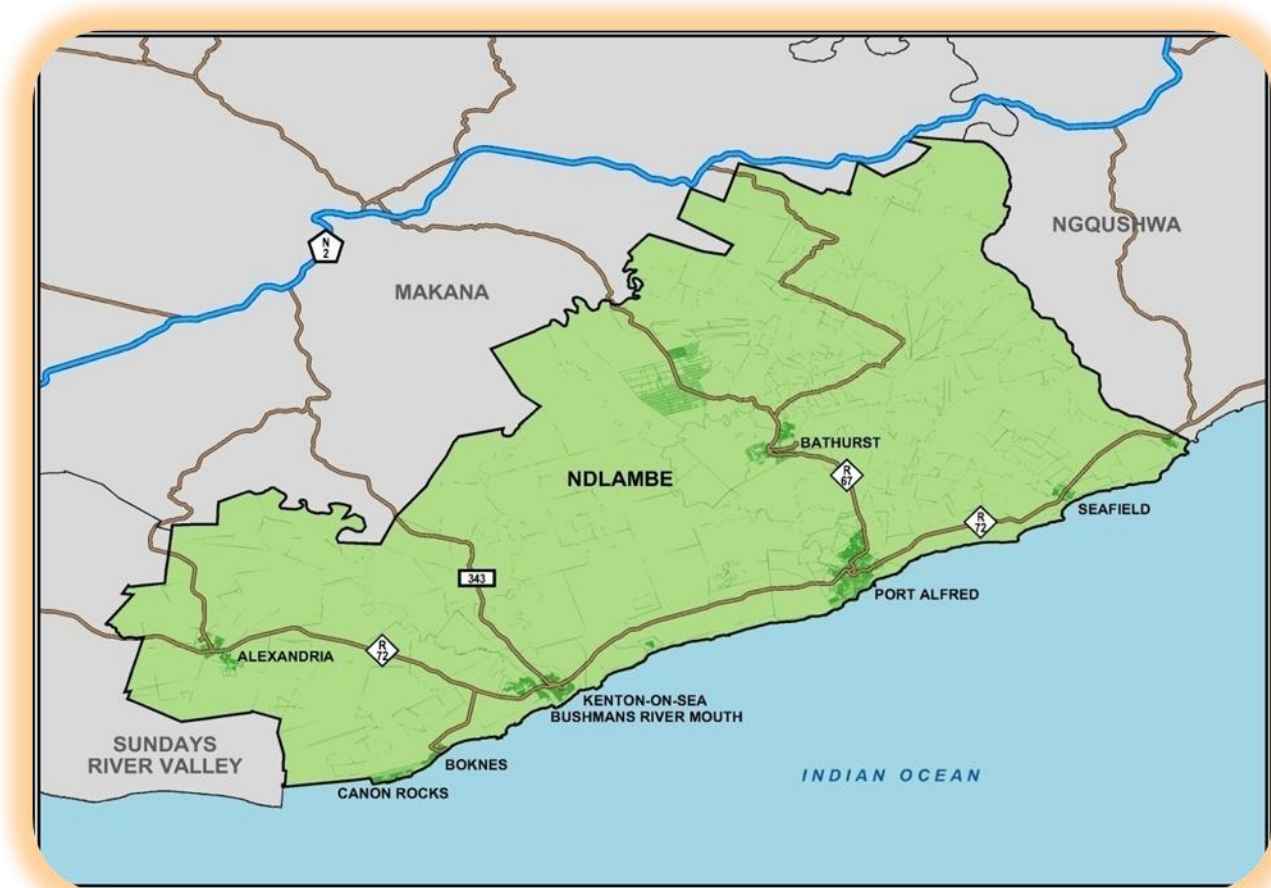 NGQUSHWA
N
2
MAKANA
BATHURST
NDLAMBE
R
67
SEAFIELD
R
72
343
PORT ALFRED
ALEXANDRIA
R
72
KENTON-ON-SEA
BUSHMANS RIVER MOUTH
SUNDAYS
RIVER VALLEY
BOKNES
INDIAN OCEAN
CANON ROCKS